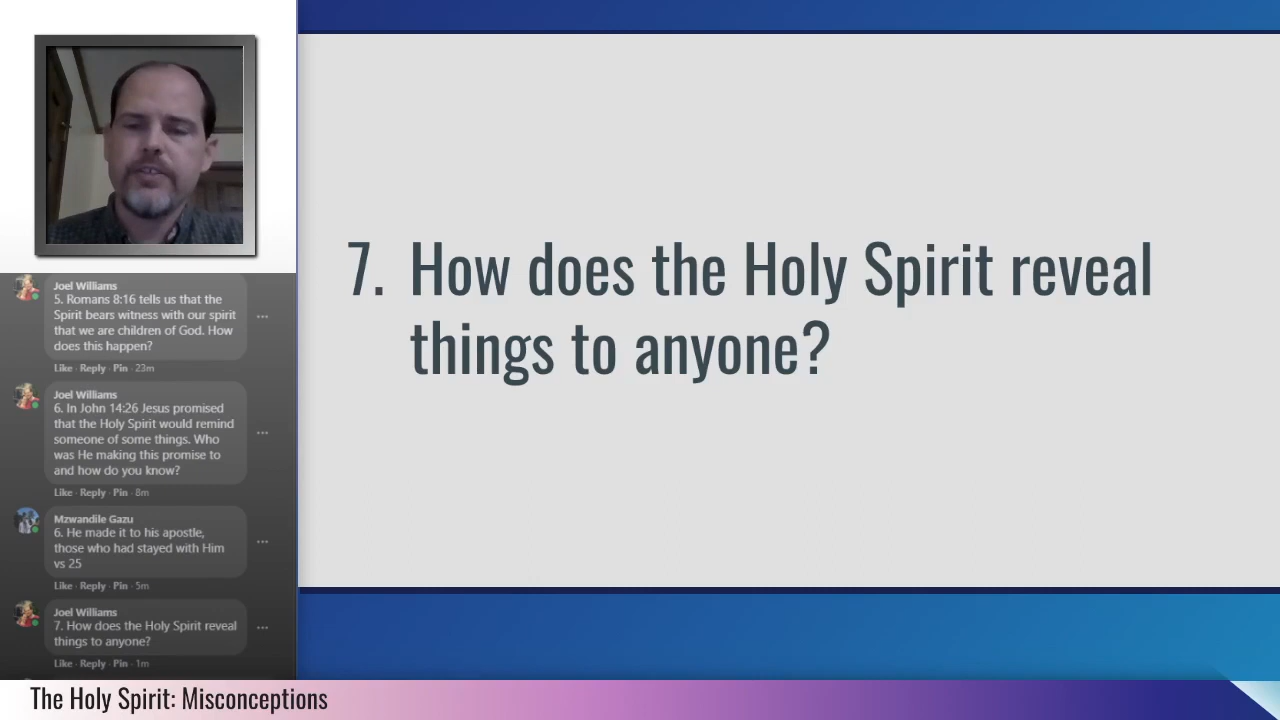 7. How does the Holy Spirit reveal
things to anyone?
Joel Williams
5. Romans 8:16 tells us that the
Spirit bears witness with our spirit
that we are children of God. How
does this happen?
Like · Reply · Pin · 23m
Joel Williams
6. In John 14:26 Jesus promised
that the Holy Spirit would remind
someone of some things. Who
was He making this promise to
and how do you know?
Like · Reply · Pin · 8m
Mzwandile Gazu
6. He made it to his apostle,
those who had stayed with Him
vs 25
Like · Reply · Pin · 5m
Joel Williams
7. How does the Holy Spirit reveal
things to anyone?
Like · Reply · Pin · 1m
The Holy Spirit: Misconceptions